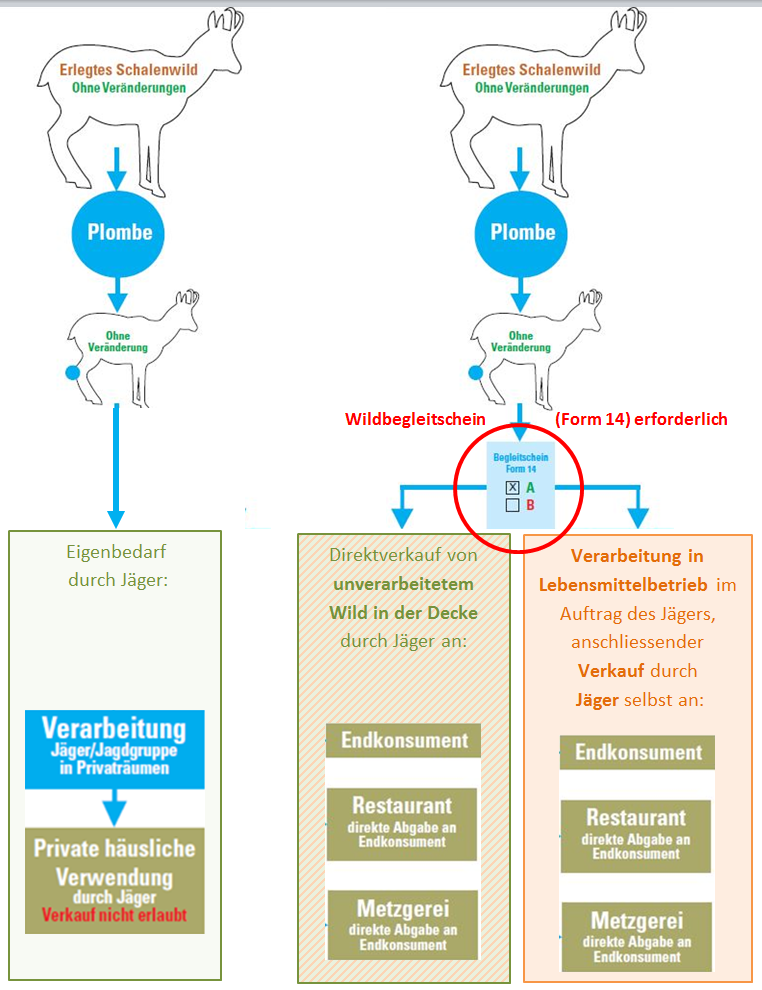 Erlegtes Schalenwild
Ohne Veränderungen
Plombe
Ohne
Veränderung
Eigenbedarf
durch Jäger:
Verarbeitung
Jäger/Jagdgruppe
in Privaträumen
Private häusliche
Verwendung
durch Jäger
Verkauf nicht erlaubt
Erlegtes Schalenwild
Ohne Veränderungen
Plombe
Ohne
Veränderung
Wildbegleitschein (Form 14) erforderlich
Begleitschein
Form 14
X A
B
Direktverkauf von
unverarbeitetem
Wild in der Decke
durch Jäger an:
Endkonsument
Restaurant
direkte Abgabe an
Endkonsument
Metzgerei
direkte Abgabe an
Endkonsument
Verarbeitung in
Lebensmittelbetrieb im
Auftrag des Jägers,
anschliessender
Verkauf durch
Jäger selbst an:
Endkonsument
Restaurant
direkte Abgabe an
Endkonsument
Metzgerei
direkte Abgabe an
Endkonsument